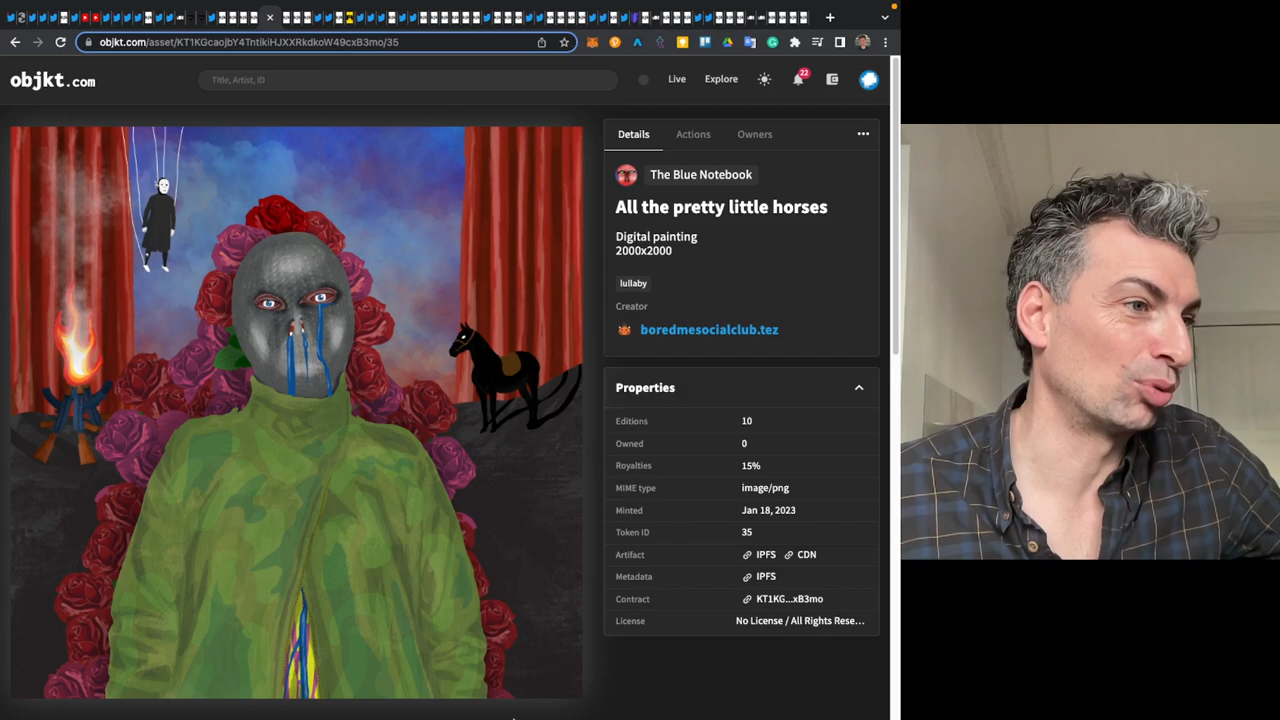 objkt.com/asset/KT1KGcaojbY4TntikiHJXXRkdkoW49cxB3mo/35
objkt.com
Title, Artist, ID
Live
Explore
22
Details
Actions
Owners
The Blue Notebook
All the pretty little horses
Digital painting
2000x2000
lullaby
Creator
boredmesocialclub.tez
Properties
Editions 10
Owned 0
Royalties 15%
MIME type image/png
Minted Jan 18, 2023
Token ID 35
Artifact IPFS CDN
Metadata IPFS
Contract KT1KG...xB3mo
License No License / All Rights Rese...